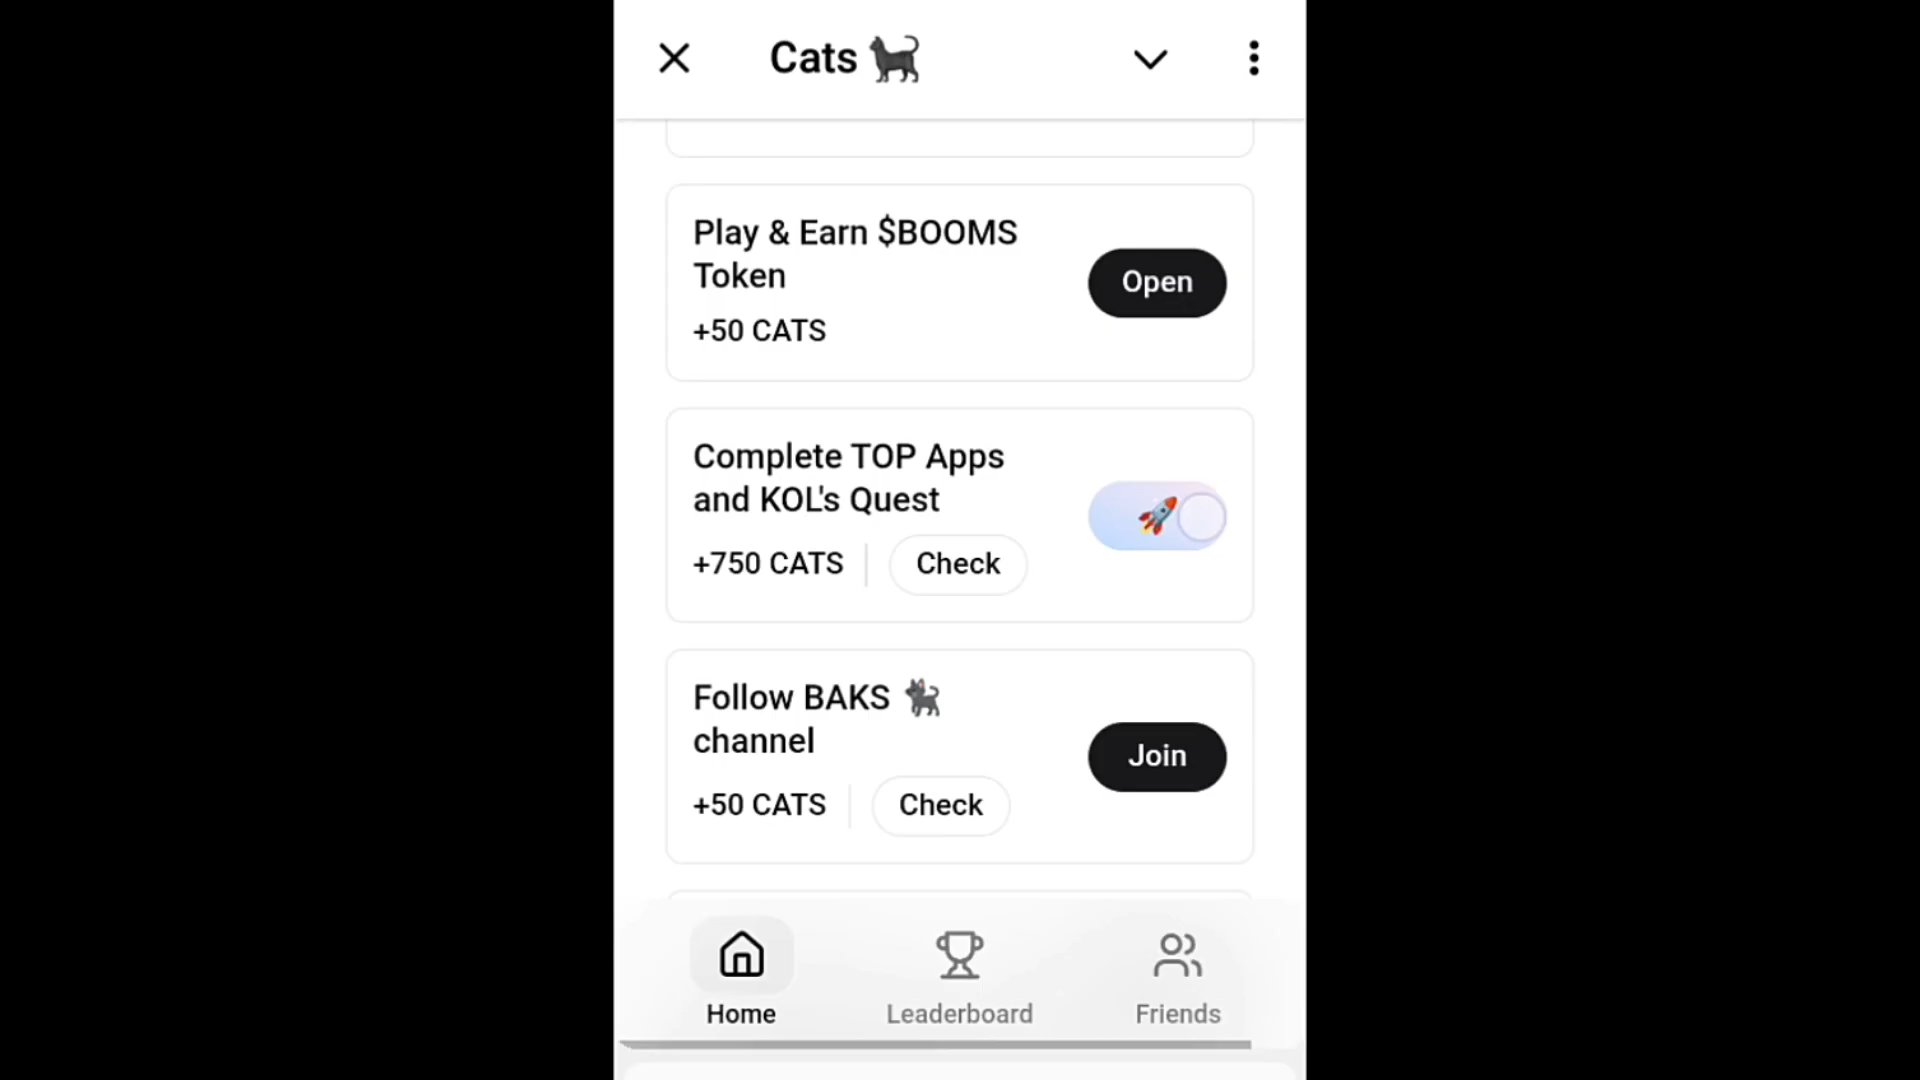 Cats 🐈‍⬛
Play & Earn $BOOMS
Token
+50 CATS
Open
Complete TOP Apps
and KOL's Quest
+750 CATS
Check
🚀
Follow BAKS 🐈‍⬛
channel
+50 CATS
Check
Join
Home
Leaderboard
Friends